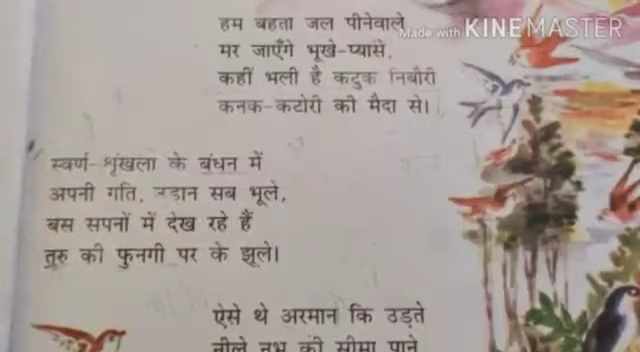 हम बहता जल पीनेवाले
Made with KINEMASTER
मर जाएँगे भूखे-प्यासे,
कहीं भली है कटुक निबौरी
कनक-कटोरी की मैदा से।
स्वर्ण-शृंखला के बंधन में
अपनी गति, उड़ान सब भूले,
बस सपनों में देख रहे हैं
तरु की फुनगी पर के झूले।
ऐसे थे अरमान कि उड़ते
नीले नभ की सीमा पाने